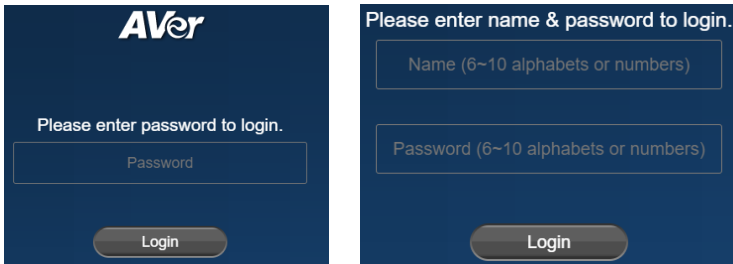 AVer
Please enter password to login.
Password
Login
Please enter name & password to login.
Name (6~10 alphabets or numbers)
Password (6~10 alphabets or numbers)
Login